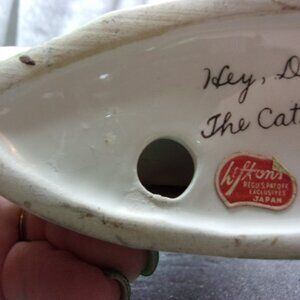 Hey, D
The Cat
Lefton's
REG.U.S.PAT.OFF.
EXCLUSIVES
JAPAN